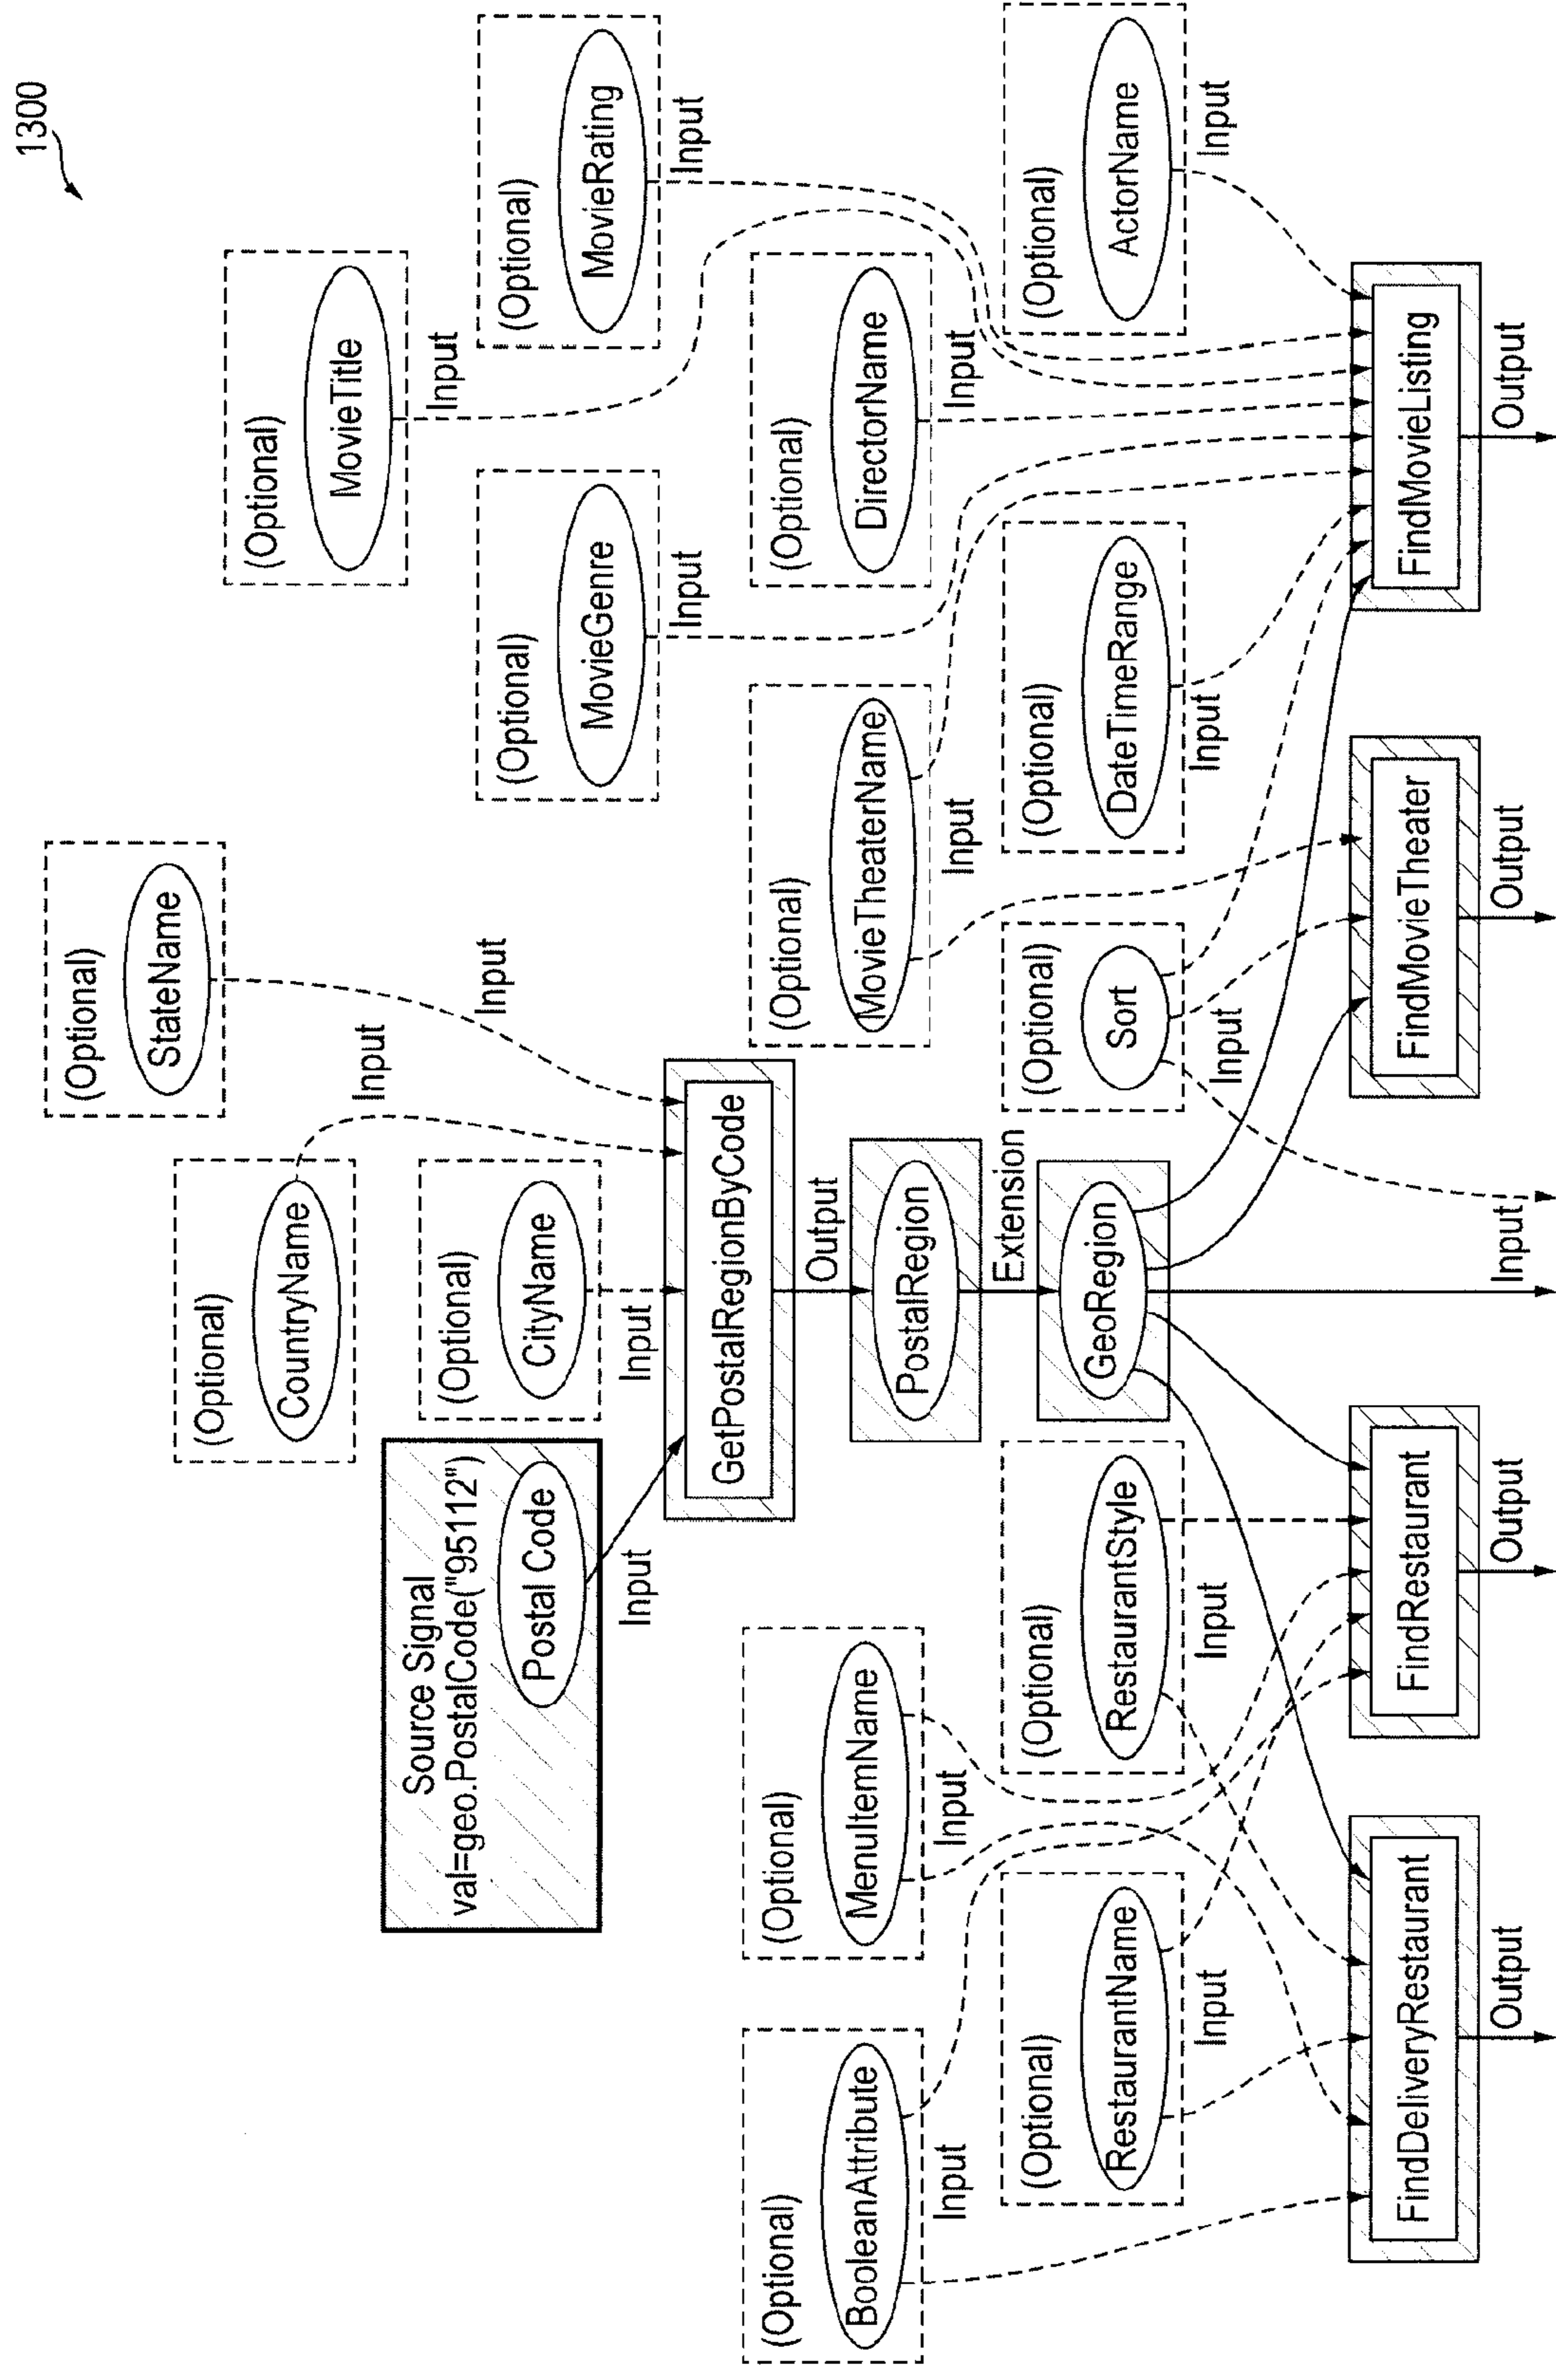 1300
(Optional)
StateName
Input
(Optional)
CountryName
Input
(Optional)
MovieTitle
Input
Source Signal
val=geo.PostalCode("95112")
Postal Code
Input
(Optional)
CityName
Input
(Optional)
MovieGenre
Input
(Optional)
MovieRating
Input
GetPostalRegionByCode
Output
(Optional)
BooleanAttribute
Input
(Optional)
MenuItemName
Input
PostalRegion
Extension
(Optional)
MovieTheaterName
Input
(Optional)
DirectorName
Input
(Optional)
RestaurantName
Input
(Optional)
RestaurantStyle
Input
GeoRegion
(Optional)
Sort
Input
(Optional)
DateTimeRange
Input
(Optional)
ActorName
Input
FindDeliveryRestaurant
Output
FindRestaurant
Output
Input
FindMovieTheater
Output
FindMovieListing
Output